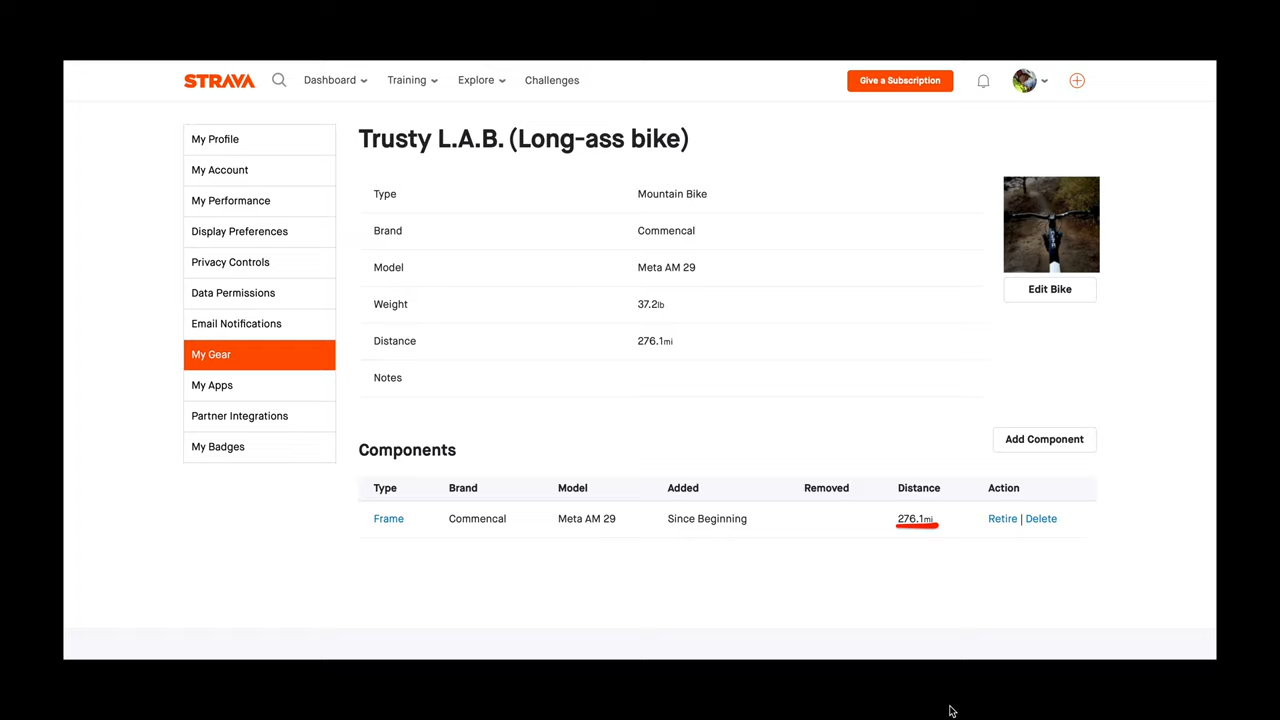 STRAVA Dashboard Training Explore Challenges Give a Subscription
My Profile
My Account
My Performance
Display Preferences
Privacy Controls
Data Permissions
Email Notifications
My Gear
My Apps
Partner Integrations
My Badges
Trusty L.A.B. (Long-ass bike)
Type Mountain Bike
Brand Commencal
Model Meta AM 29
Weight 37.2lb
Distance 276.1mi
Notes
Edit Bike
Components
Add Component
Type Brand Model Added Removed Distance Action
Frame Commencal Meta AM 29 Since Beginning 276.1mi Retire | Delete